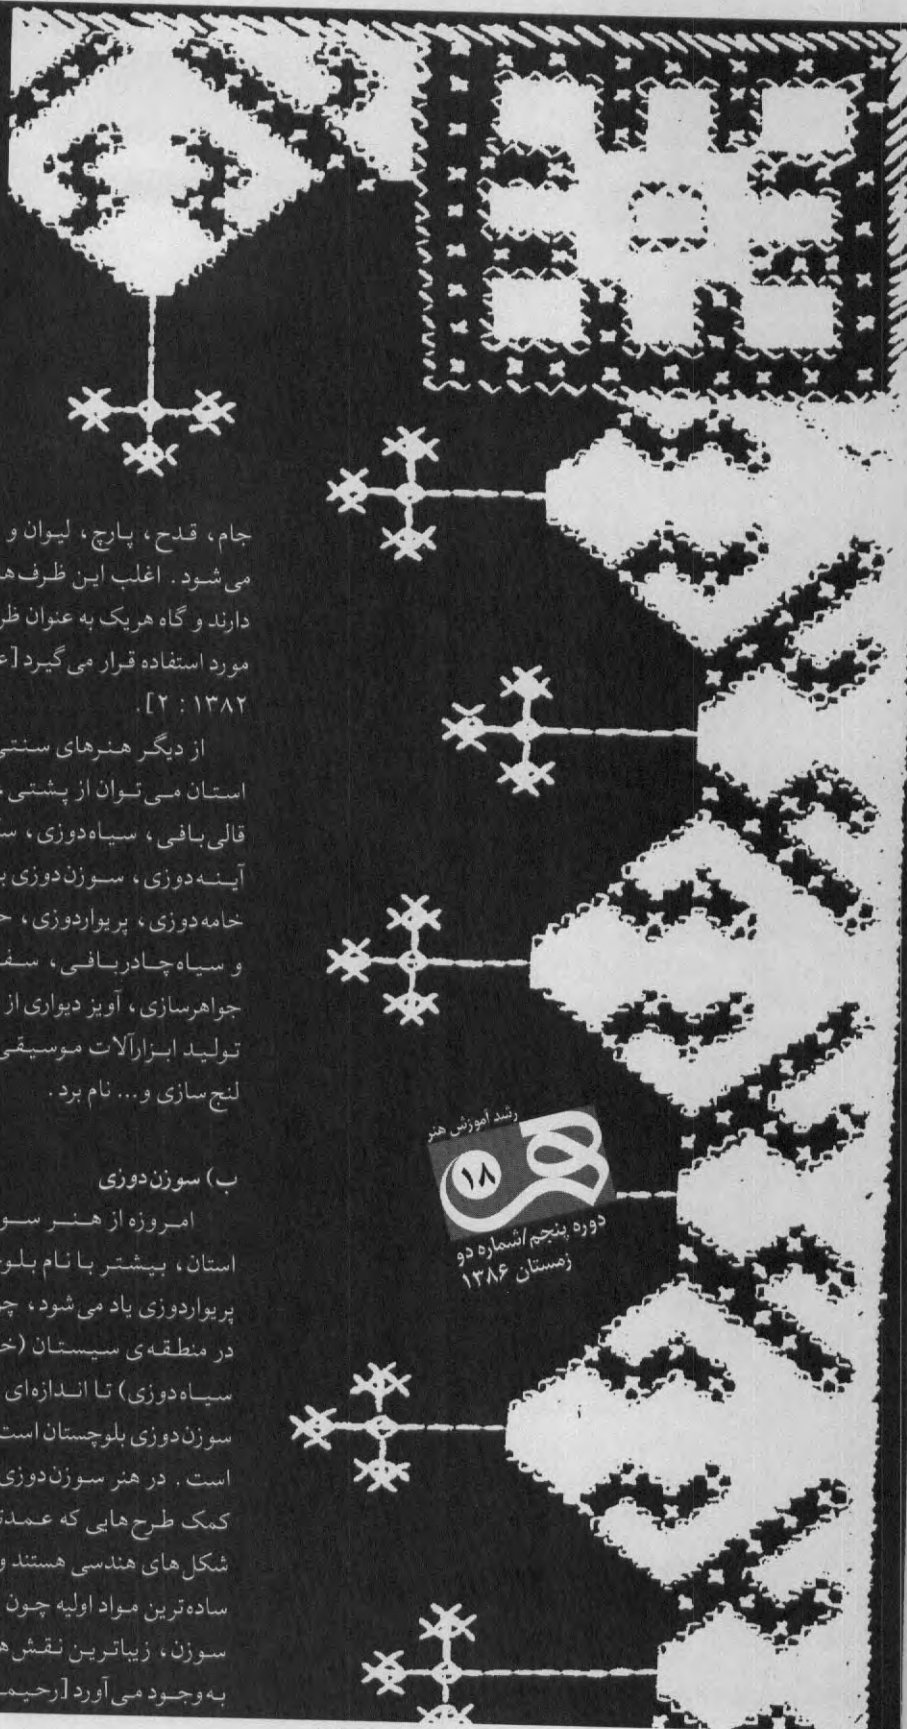 جام، قدح، پارچ، لیوان و
می‌شود. اغلب این ظرف‌ه
دارند و گاه هریک به عنوان ظر
مورد استفاده قرار می‌گیرد [ع
۱۳۸۲: ۲].
از دیگر هنرهای سنتی
استان می‌توان از پشتی،
قالی‌بافی، سیاه‌دوزی، س
آینه‌دوزی، سوزن‌دوزی ب
خامه‌دوزی، پریواردوزی، ح
و سیاه‌چادربافی، سف
جواهرسازی، آویز دیواری از
تولید ابزارآلات موسیقی
لنج‌سازی و... نام برد.
ب) سوزن‌دوزی
امروزه از هنر سو
استان، بیشتر با نام بلو
پریواردوزی یاد می‌شود، چ
در منطقه‌ی سیستان (خ
سیاه‌دوزی) تا اندازه‌ای
سوزن‌دوزی بلوچستان است
است. در هنر سوزن‌دوزی
کمک طرح‌هایی که عمدت
شکل‌های هندسی هستند و
ساده‌ترین مواد اولیه چون
سوزن، زیباترین نقش‌ه
به‌وجود می‌آورد [رحیم
رشد آموزش هنر
هنر
۱۸
دوره پنجم/شماره دو
زمستان ۱۳۸۶